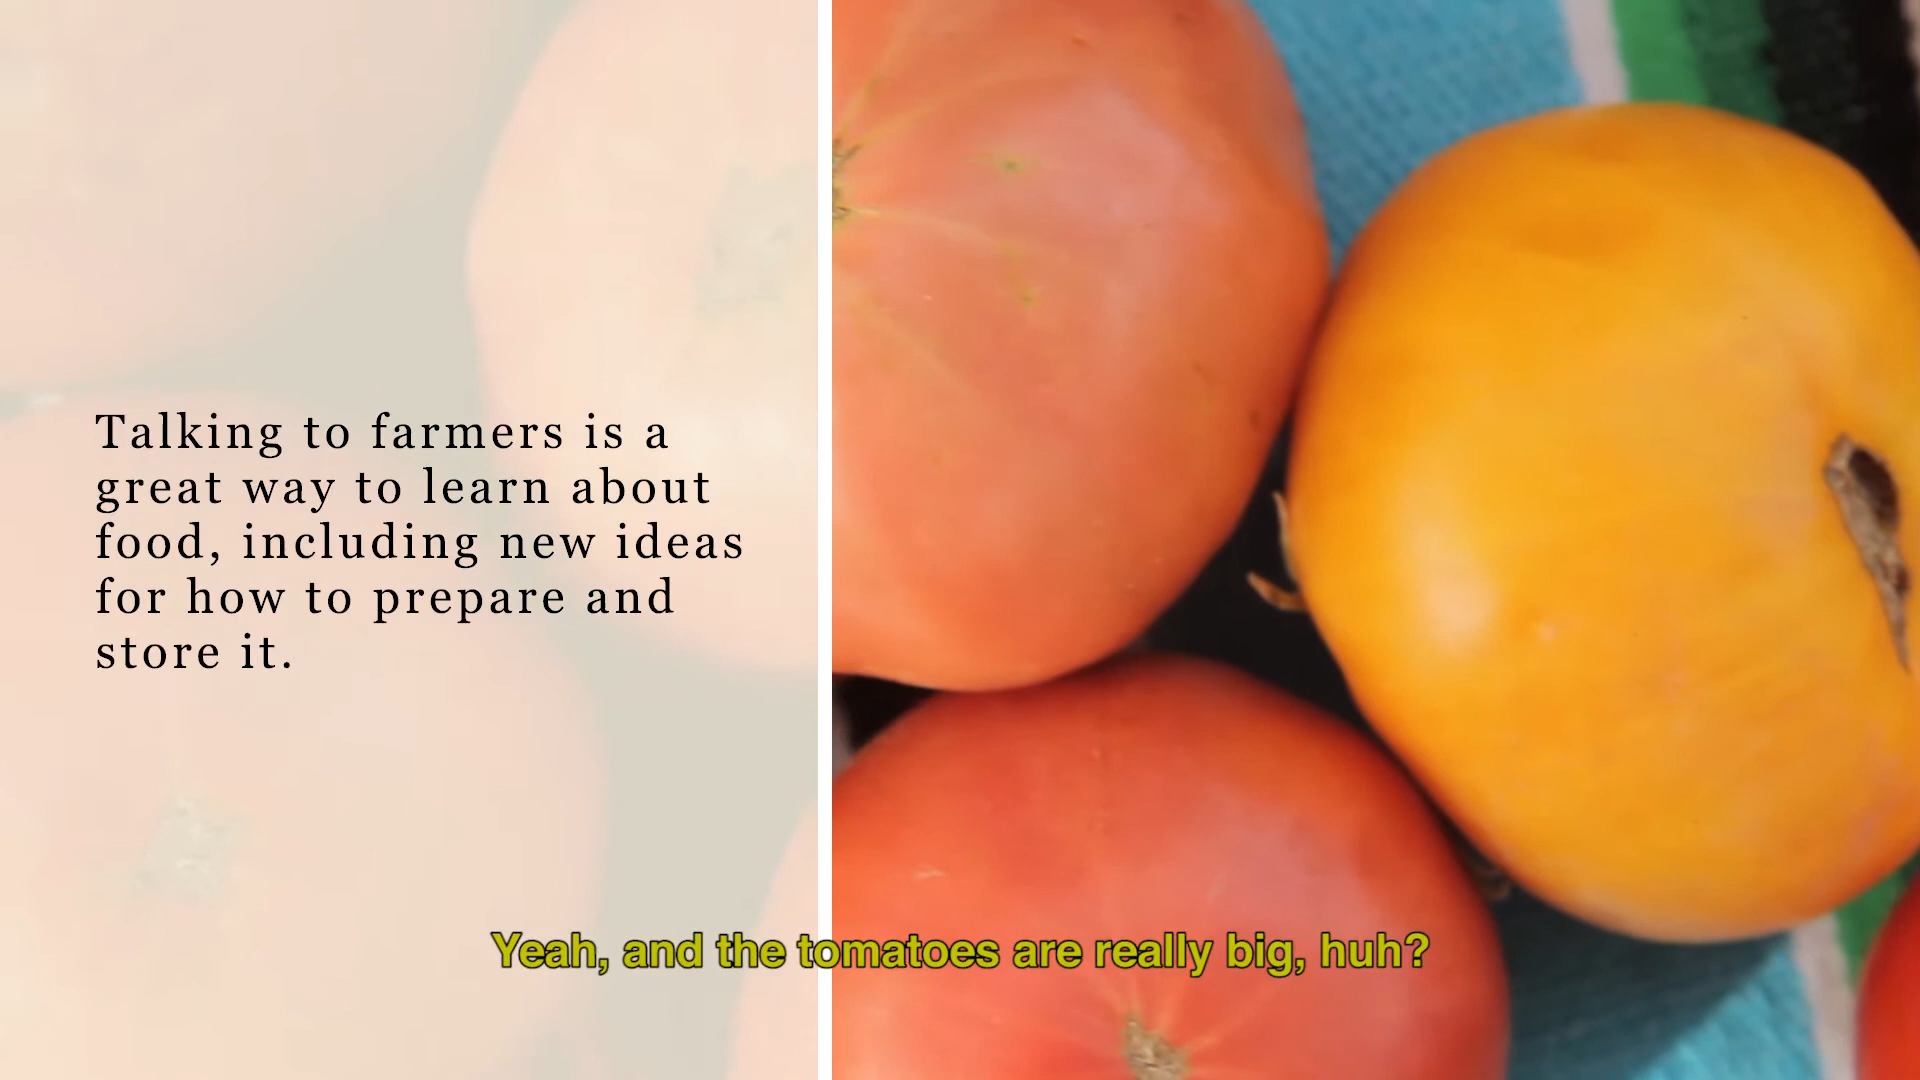 Talking to farmers is a
great way to learn about
food, including new ideas
for how to prepare and
store it.
Yeah, and the tomatoes are really big, huh?